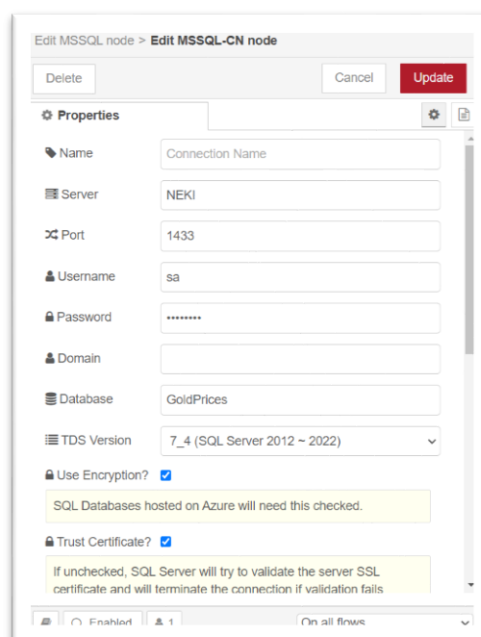 Edit MSSQL node > Edit MSSQL-CN node
Delete Cancel Update
Properties
Name Connection Name
Server NEKI
Port 1433
Username sa
Password ••••••••
Domain
Database GoldPrices
TDS Version 7_4 (SQL Server 2012 ~ 2022)
Use Encryption?
SQL Databases hosted on Azure will need this checked.
Trust Certificate?
If unchecked, SQL Server will try to validate the server SSL
certificate and will terminate the connection if validation fails
Enabled 1 On all flows